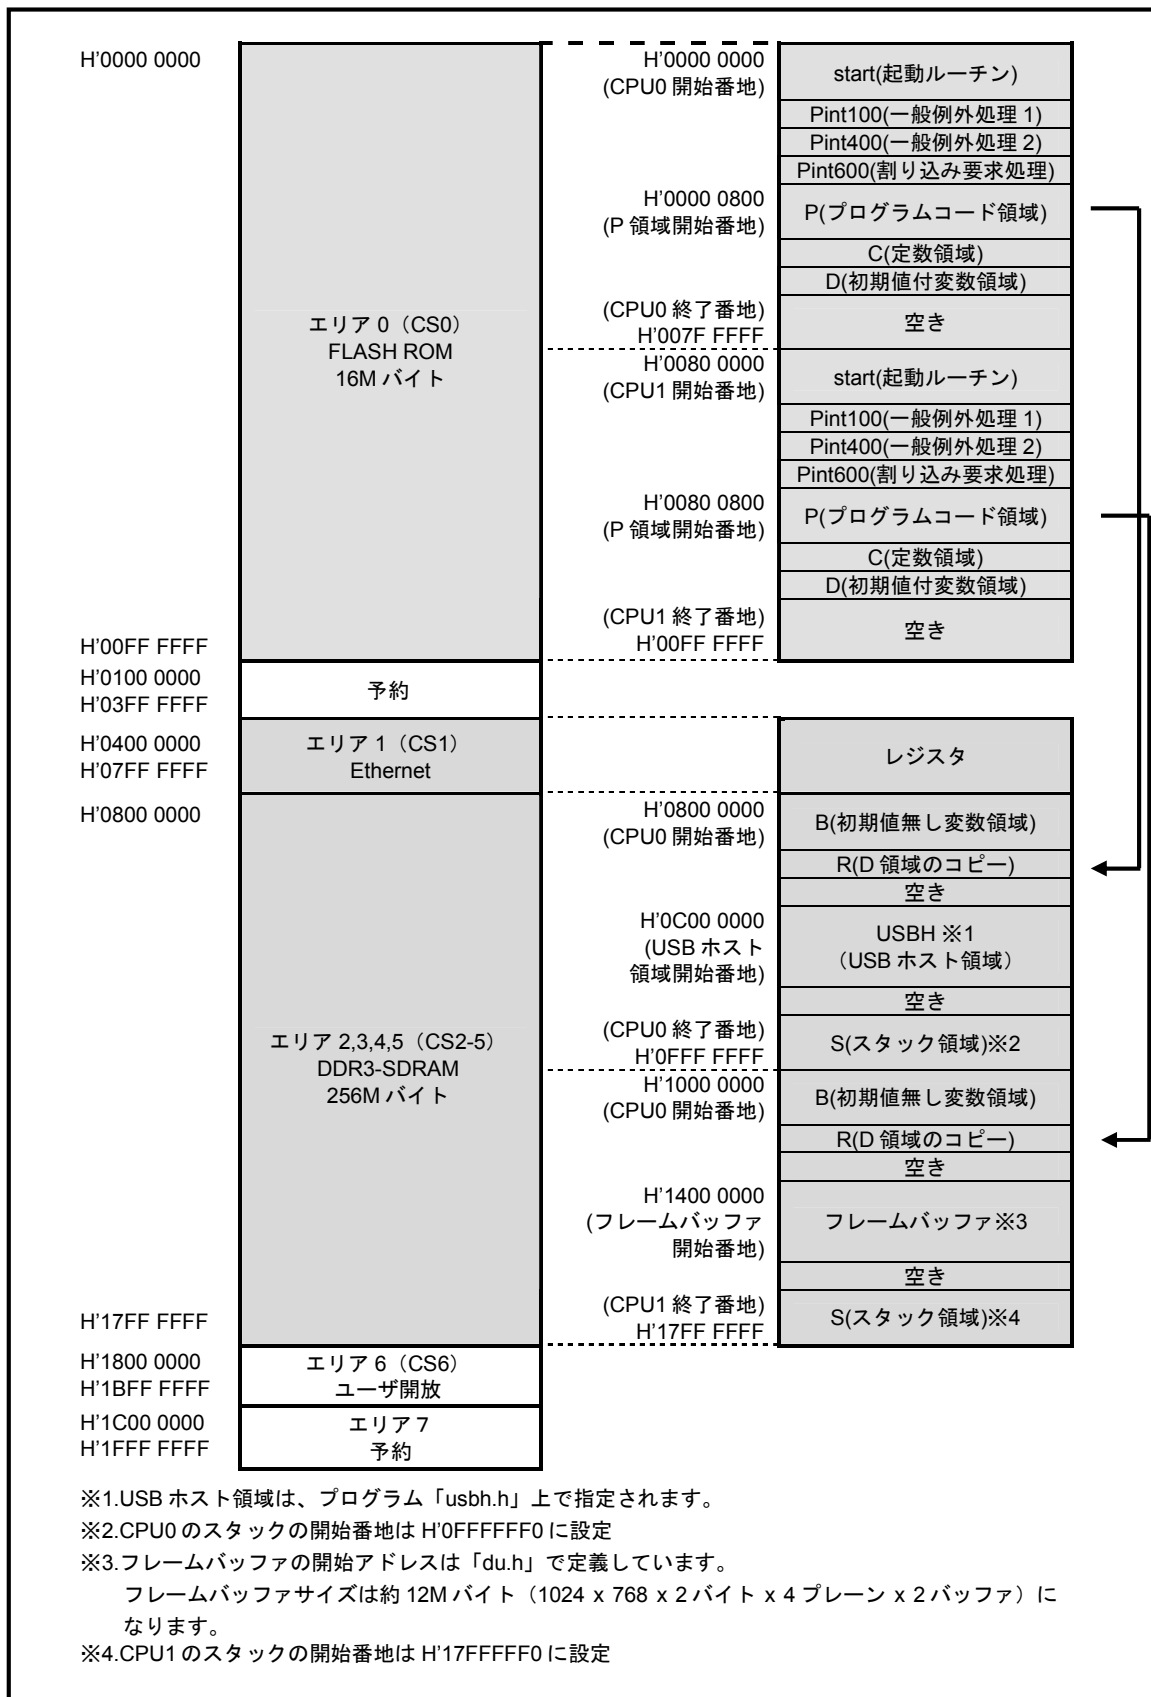 H’0000 0000
エリア 0（CS0）
FLASH ROM
16M バイト
H’00FF FFFF
H’0100 0000
H’03FF FFFF
予約
H’0400 0000
H’07FF FFFF
エリア 1（CS1）
Ethernet
H’0800 0000
エリア 2,3,4,5（CS2-5）
DDR3-SDRAM
256M バイト
H’17FF FFFF
H’1800 0000
H’1BFF FFFF
エリア 6（CS6）
ユーザ開放
H’1C00 0000
H’1FFF FFFF
エリア 7
予約
H’0000 0000
(CPU0 開始番地)
start(起動ルーチン)
Pint100(一般例外処理 1)
Pint400(一般例外処理 2)
Pint600(割り込み要求処理)
H’0000 0800
(P 領域開始番地)
P(プログラムコード領域)
C(定数領域)
D(初期値付変数領域)
(CPU0 終了番地)
H’007F FFFF
空き
H’0080 0000
(CPU1 開始番地)
start(起動ルーチン)
Pint100(一般例外処理 1)
Pint400(一般例外処理 2)
Pint600(割り込み要求処理)
H’0080 0800
(P 領域開始番地)
P(プログラムコード領域)
C(定数領域)
D(初期値付変数領域)
(CPU1 終了番地)
H’00FF FFFF
空き
レジスタ
H’0800 0000
(CPU0 開始番地)
B(初期値無し変数領域)
R(D 領域のコピー)
空き
H’0C00 0000
(USB ホスト
領域開始番地)
USBH ※1
（USB ホスト領域）
空き
(CPU0 終了番地)
H’0FFF FFFF
S(スタック領域)※2
H’1000 0000
(CPU0 開始番地)
B(初期値無し変数領域)
R(D 領域のコピー)
空き
H’1400 0000
(フレームバッファ
開始番地)
フレームバッファ※3
空き
(CPU1 終了番地)
H’17FF FFFF
S(スタック領域)※4
※1.USB ホスト領域は、プログラム「usbh.h」上で指定されます。
※2.CPU0 のスタックの開始番地は H’0FFFFFF0 に設定
※3.フレームバッファの開始アドレスは「du.h」で定義しています。
フレームバッファサイズは約 12M バイト（1024 x 768 x 2 バイト x 4 プレーン x 2 バッファ）に
なります。
※4.CPU1 のスタックの開始番地は H’17FFFFF0 に設定